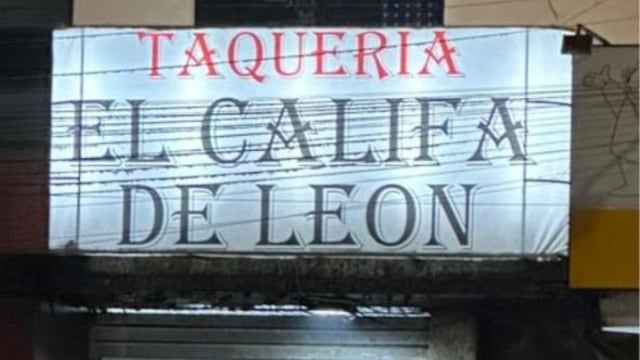 TAQUERIA
EL CALIFA
DE LEON